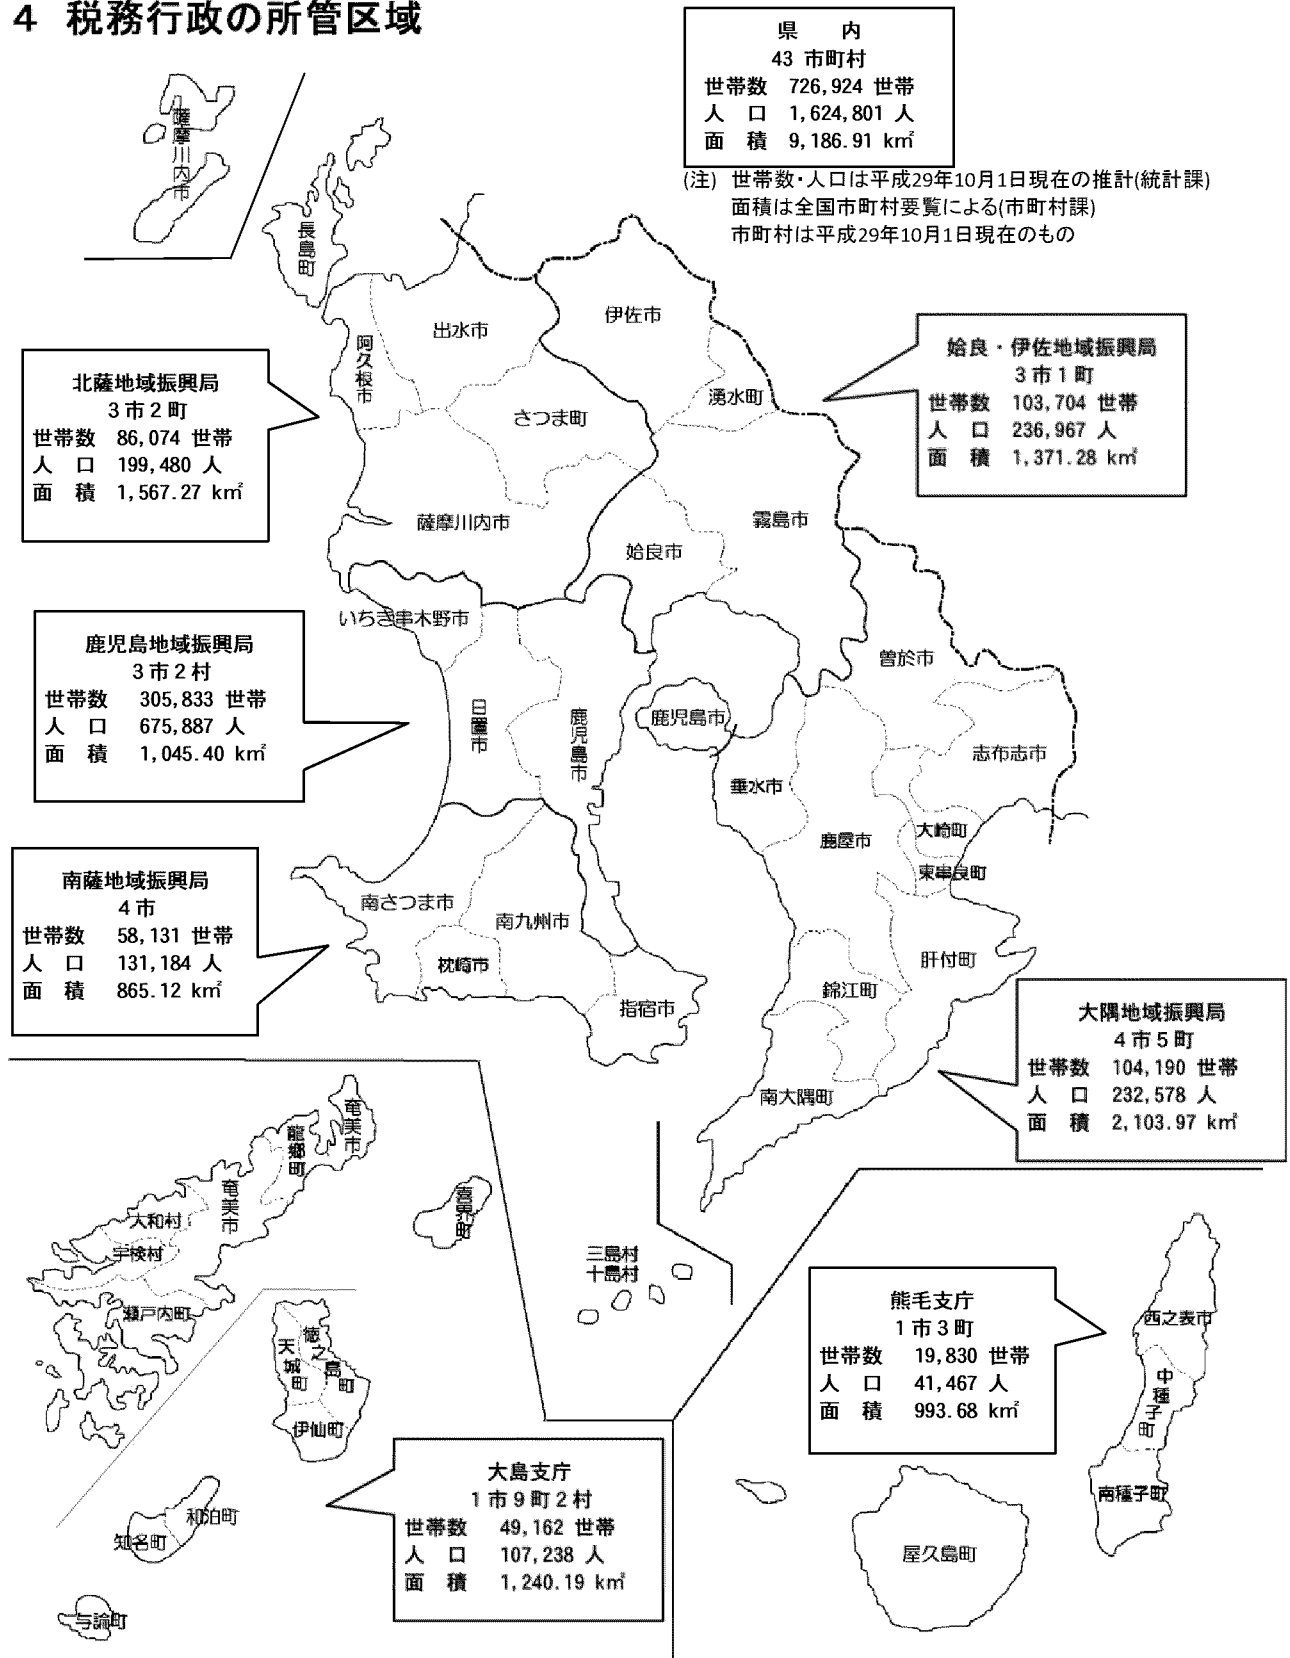 4 税務行政の所管区域
県 内
43 市町村
世帯数 726,924 世帯
人 口 1,624,801 人
面 積 9,186.91 k㎡
(注) 世帯数・人口は平成29年10月1日現在の推計(統計課)
面積は全国市町村要覧による(市町村課)
市町村は平成29年10月1日現在のもの
薩摩川内市
長島町
出水市
阿久根市
伊佐市
湧水町
さつま町
薩摩川内市
姶良市
霧島市
北薩地域振興局
3市2町
世帯数 86,074 世帯
人 口 199,480 人
面 積 1,567.27 k㎡
姶良・伊佐地域振興局
3市1町
世帯数 103,704 世帯
人 口 236,967 人
面 積 1,371.28 k㎡
いちき串木野市
日置市
鹿児島市
鹿児島市
鹿児島地域振興局
3市2村
世帯数 305,833 世帯
人 口 675,887 人
面 積 1,045.40 k㎡
曽於市
志布志市
垂水市
鹿屋市
大崎町
東串良町
肝付町
錦江町
南大隅町
南薩地域振興局
4市
世帯数 58,131 世帯
人 口 131,184 人
面 積 865.12 k㎡
南さつま市
南九州市
枕崎市
指宿市
大隅地域振興局
4市5町
世帯数 104,190 世帯
人 口 232,578 人
面 積 2,103.97 k㎡
奄美市
龍郷町
奄美市
大和村
宇検村
瀬戸内町
喜界町
三島村
十島村
徳之島町
天城町
伊仙町
和泊町
知名町
与論町
大島支庁
1市9町2村
世帯数 49,162 世帯
人 口 107,238 人
面 積 1,240.19 k㎡
熊毛支庁
1市3町
世帯数 19,830 世帯
人 口 41,467 人
面 積 993.68 k㎡
西之表市
中種子町
南種子町
屋久島町